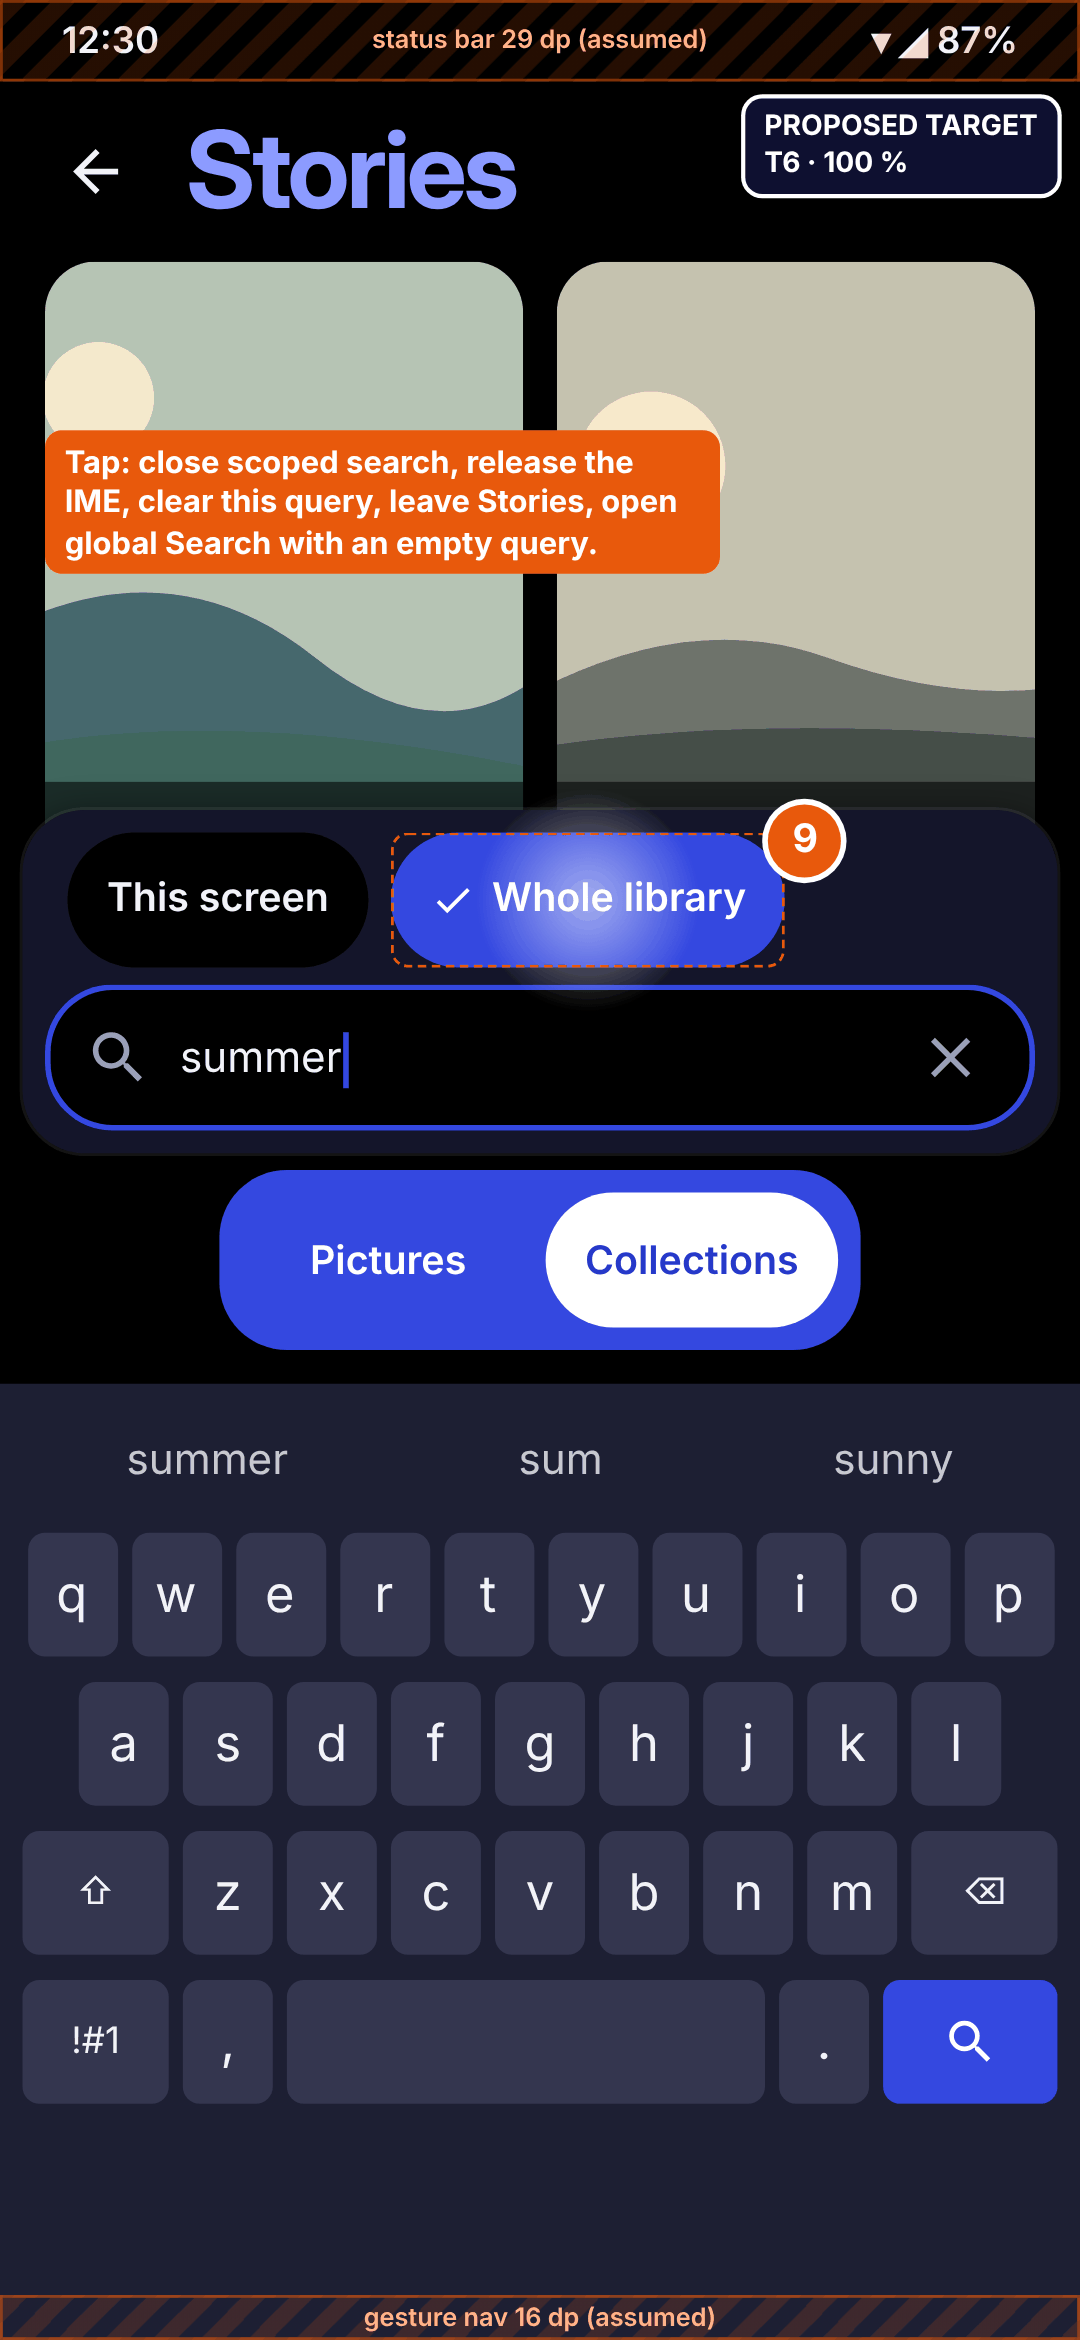 12:30
status bar 29 dp (assumed)
87%
Stories
PROPOSED TARGET
T6 · 100 %
Tap: close scoped search, release the
IME, clear this query, leave Stories, open
global Search with an empty query.
This screen
Whole library
9
summer
Pictures
Collections
summer sum sunny
q w e r t y u i o p
a s d f g h j k l
z x c v b n m
!#1 , .
gesture nav 16 dp (assumed)